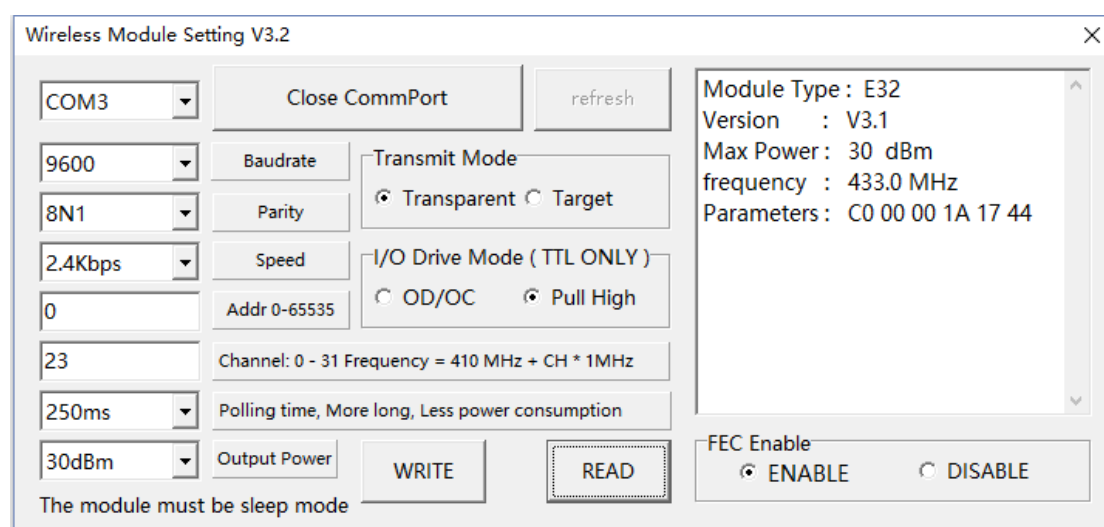 Wireless Module Setting V3.2
COM3
Close CommPort
refresh
9600
Baudrate
8N1
Parity
2.4Kbps
Speed
0
Addr 0-65535
Transmit Mode
Transparent
Target
I/O Drive Mode ( TTL ONLY )
OD/OC
Pull High
23
Channel: 0 - 31 Frequency = 410 MHz + CH * 1MHz
250ms
Polling time, More long, Less power consumption
30dBm
Output Power
WRITE
READ
The module must be sleep mode
Module Type : E32
Version : V3.1
Max Power : 30 dBm
frequency : 433.0 MHz
Parameters : C0 00 00 1A 17 44
FEC Enable
ENABLE
DISABLE